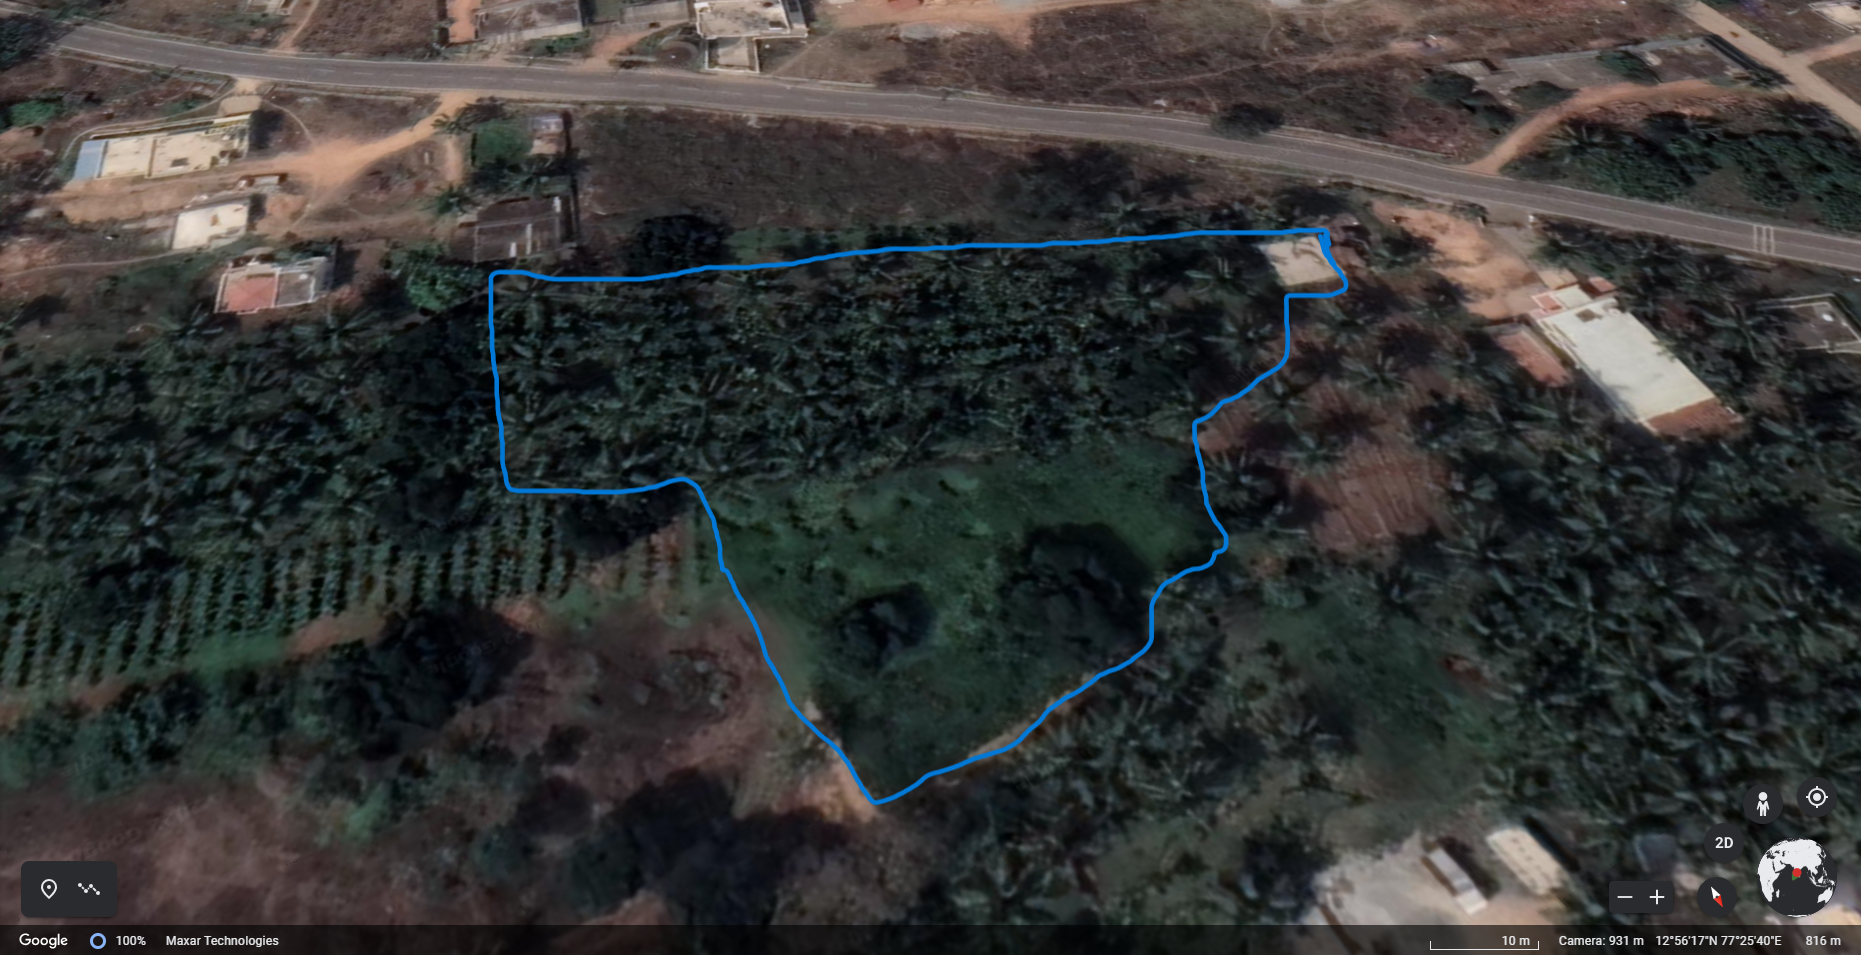 2D
Google
100%
Maxar Technologies
10 m
Camera: 931 m
12°56'17"N 77°25'40"E
816 m